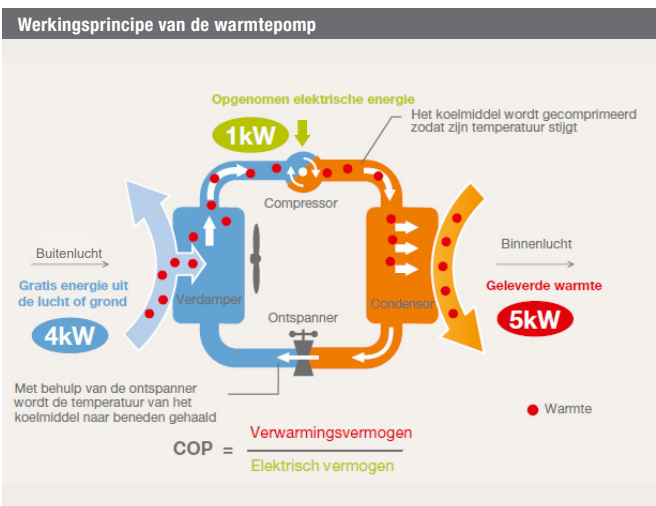 Werkingsprincipe van de warmtepomp
Opgenomen elektrische energie
1kW
Het koelmiddel wordt gecomprimeerd
zodat zijn temperatuur stijgt
Compressor
Buitenlucht
Gratis energie uit
de lucht of grond
4kW
Verdamper
Condensor
Binnenlucht
Geleverde warmte
5kW
Ontspanner
Met behulp van de ontspanner
wordt de temperatuur van het
koelmiddel naar beneden gehaald
Warmte
COP = Verwarmingsvermogen
Elektrisch vermogen